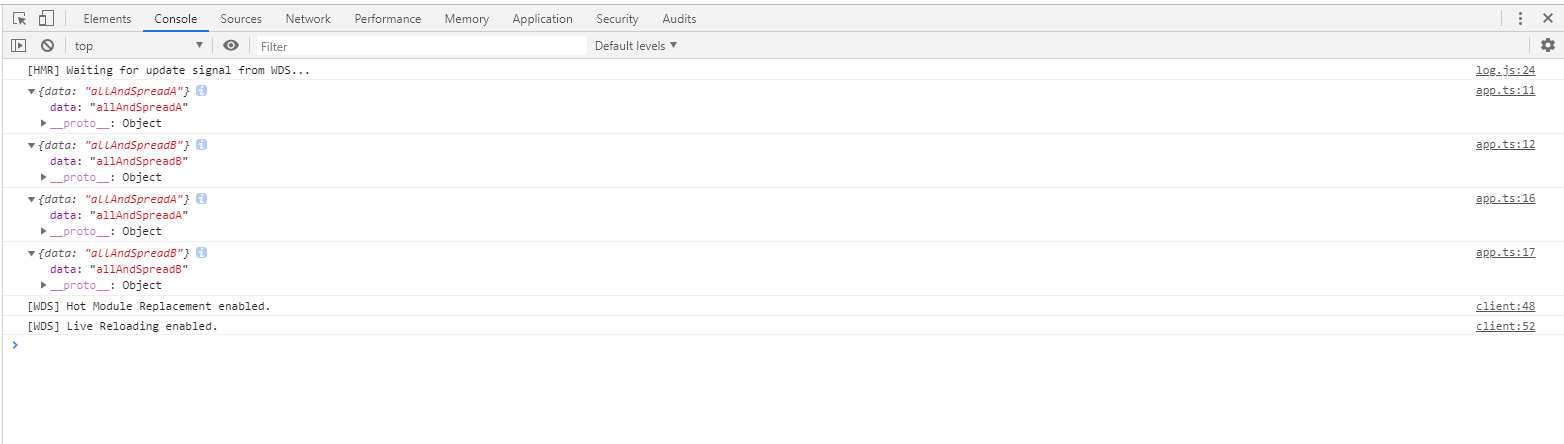 Elements Console Sources Network Performance Memory Application Security Audits
top Filter Default levels
[HMR] Waiting for update signal from WDS... log.js:24
{data: "allAndSpreadA"} app.ts:11
data: "allAndSpreadA"
__proto__: Object
{data: "allAndSpreadB"} app.ts:12
data: "allAndSpreadB"
__proto__: Object
{data: "allAndSpreadA"} app.ts:16
data: "allAndSpreadA"
__proto__: Object
{data: "allAndSpreadB"} app.ts:17
data: "allAndSpreadB"
__proto__: Object
[WDS] Hot Module Replacement enabled. client:48
[WDS] Live Reloading enabled. client:52